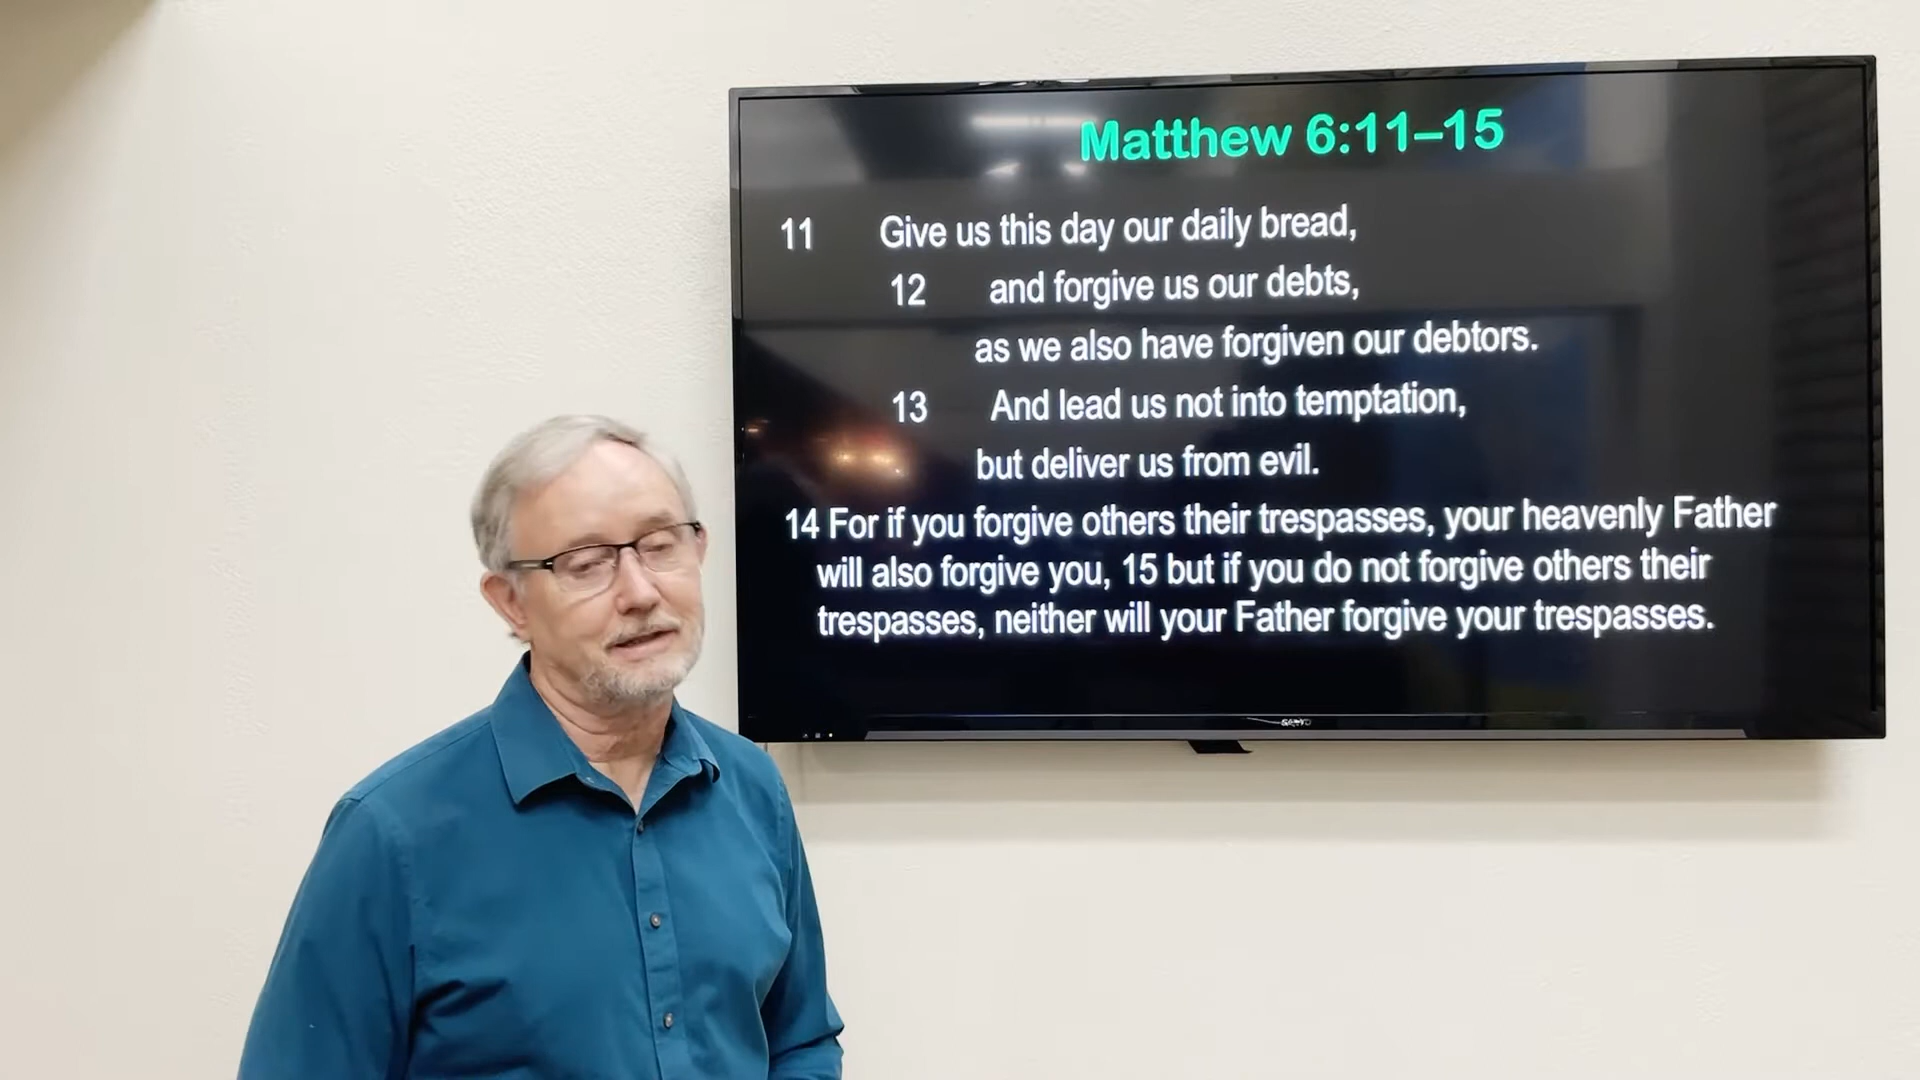 Matthew 6:11–15
11 Give us this day our daily bread,
12 and forgive us our debts,
as we also have forgiven our debtors.
13 And lead us not into temptation,
but deliver us from evil.
14 For if you forgive others their trespasses, your heavenly Father
will also forgive you, 15 but if you do not forgive others their
trespasses, neither will your Father forgive your trespasses.